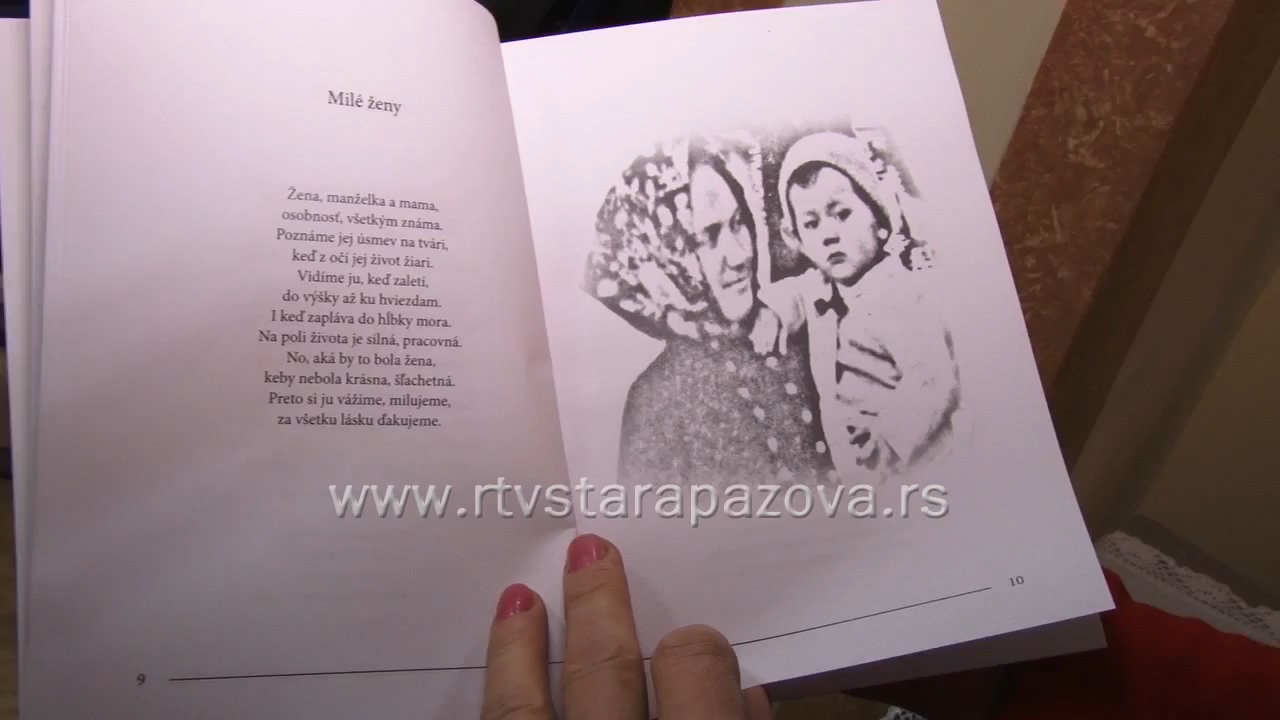 Milé ženy
Žena, manželka a mama,
osobnosť, všetkým známa.
Poznáme jej úsmev na tvári,
keď z očí jej život žiari.
Vidíme ju, keď zaletí,
do výšky až ku hviezdam.
I keď zapláva do hĺbky mora.
Na poli života je silná, pracovná.
No, aká by to bola žena,
keby nebola krásna, šľachetná.
Preto si ju vážime, milujeme,
za všetku lásku ďakujeme.
www.rtvstarapazova.rs
9
10